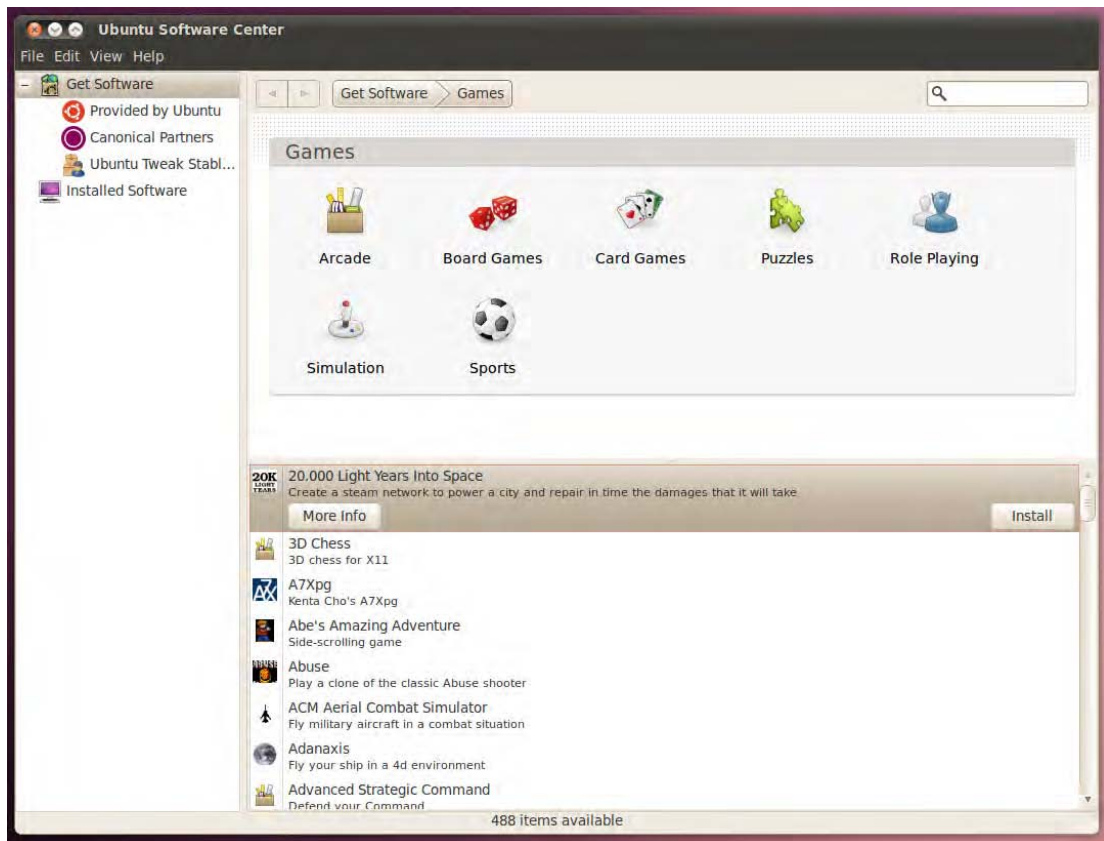 Ubuntu Software Center
File Edit View Help
Get Software
Provided by Ubuntu
Canonical Partners
Ubuntu Tweak Stabl...
Installed Software
Get Software Games
Games
Arcade Board Games Card Games Puzzles Role Playing
Simulation Sports
20K
LIGHT
YEARS
20.000 Light Years Into Space
Create a steam network to power a city and repair in time the damages that it will take
More Info Install
3D Chess
3D chess for X11
A7Xpg
Kenta Cho's A7Xpg
Abe's Amazing Adventure
Side-scrolling game
Abuse
Play a clone of the classic Abuse shooter
ACM Aerial Combat Simulator
Fly military aircraft in a combat situation
Adanaxis
Fly your ship in a 4d environment
Advanced Strategic Command
Defend your Command
488 items available